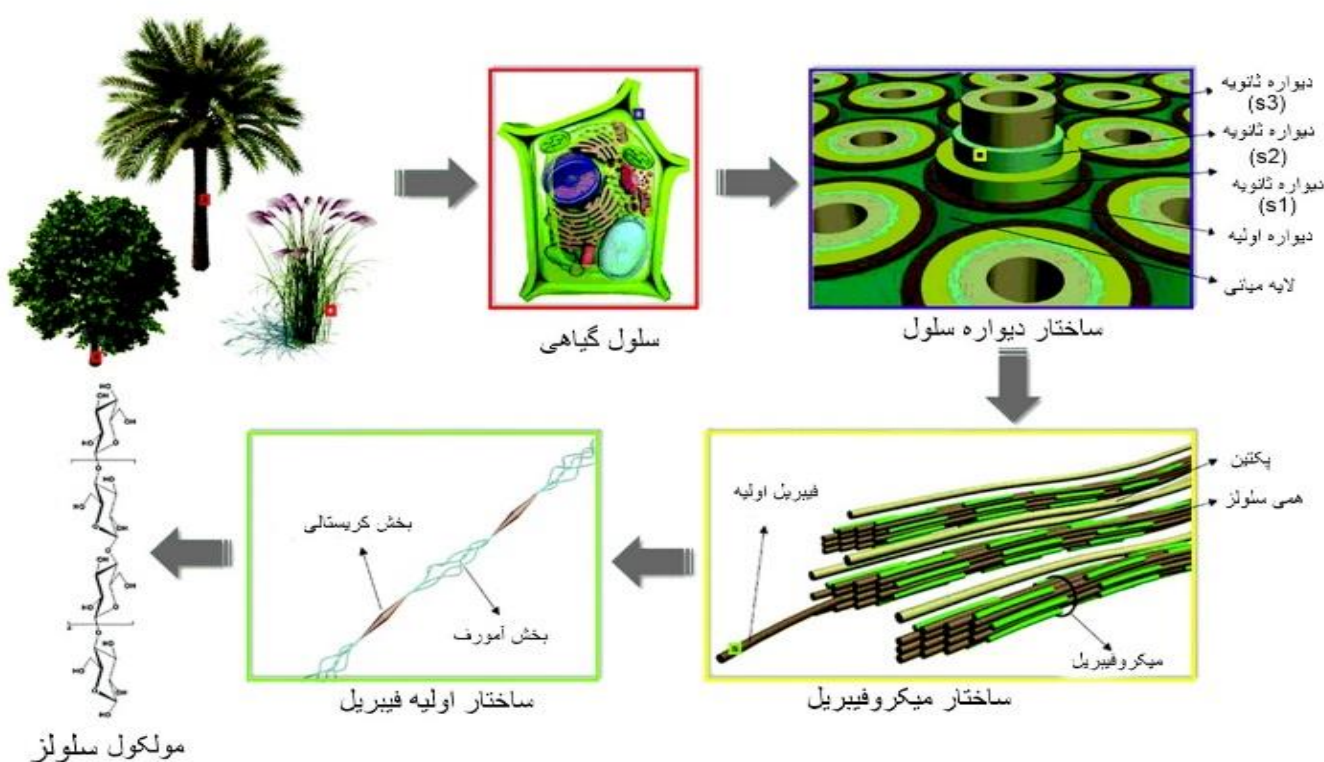 دیواره ثانویه
(s3)
دیواره ثانویه
(s2)
دیواره ثانویه
(s1)
دیواره اولیه
لایه میانی
سلول گیاهی
ساختار دیواره سلول
پکتین
همی سلولز
فیبریل اولیه
میکروفیبریل
ساختار میکروفیبریل
بخش کریستالی
بخش آمورف
ساختار اولیه فیبریل
مولکول سلولز